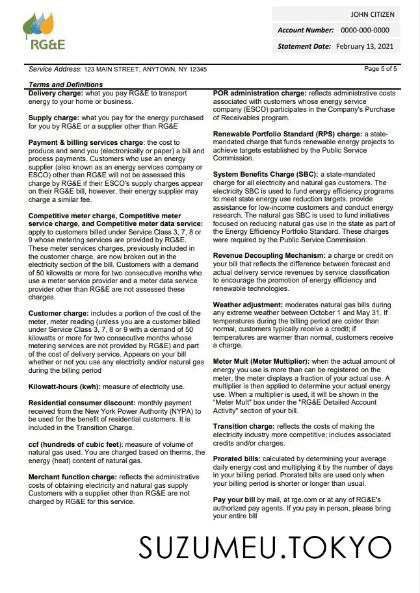 RG&E
JOHN CITIZEN
Account Number: 0000-000-0000
Statement Date: February 13, 2021
Service Address: 123 MAIN STREET, ANYTOWN, NY 12345
Page 5 of 5
Terms and Definitions
Delivery charge: what you pay RG&E to transport
energy to your home or business.
Supply charge: what you pay for the energy purchased
for you by RG&E or a supplier other than RG&E
Payment & billing services charge: the cost to
produce and send you (electronically or paper) a bill and
process payments. Customers who use an energy
supplier (also known as an energy services company or
ESCO) other than RG&E will not be assessed this
charge by RG&E if their ESCO's supply charges appear
on their RG&E bill, however, their energy supplier may
charge a similar fee.
Competitive meter charge, Competitive meter
service charge, and Competitive meter data service:
apply to customers billed under Service Class 3, 7, 8 or
9 whose metering services are provided by RG&E.
These meter services charges, previously included in
the customer charge, are now broken out in the
electricity section of the bill. Customers with a demand
of 50 kilowatts or more for two consecutive months who
use a meter service provider and a meter data service
provider other than RG&E are not assessed these
charges.
Customer charge: includes a portion of the cost of the
meter, meter reading (unless you are a customer billed
under Service Class 3, 7, 8 or 9 with a demand of 50
kilowatts or more for two consecutive months whose
metering services are not provided by RG&E) and part
of the cost of delivery service. Appears on your bill
whether or not you use any electricity and/or natural gas
during the billing period
Kilowatt-hours (kwh): measure of electricity use.
Residential consumer discount: monthly payment
received from the New York Power Authority (NYPA) to
be used for the benefit of residential customers. It is
included in the Transition Charge.
ccf (hundreds of cubic feet): measure of volume of
natural gas used. You are charged based on therms, the
energy (heat) content of natural gas.
Merchant function charge: reflects the administrative
costs of obtaining electricity and natural gas supply
Customers with a supplier other than RG&E are not
charged by RG&E for this service.
POR administration charge: reflects administrative costs
associated with customers whose energy service
company (ESCO) participates in the Company's Purchase
of Receivables program.
Renewable Portfolio Standard (RPS) charge: a state-
mandated charge that funds renewable energy projects to
achieve targets established by the Public Service
Commission.
System Benefits Charge (SBC): a state-mandated
charge for all electricity and natural gas customers. The
electricity SBC is used to fund energy efficiency programs
to meet state energy use reduction targets. provide
assistance for low-income customers and conduct energy
research. The natural gas SBC is used to fund initiatives
focused on reducing natural gas use in the state as part of
the Energy Efficiency Portfolio Standard. These charges
were required by the Public Service Commission.
Revenue Decoupling Mechanism: a charge or credit on
your bill that reflects the difference between forecast and
actual delivery service revenues by service classification
to encourage the promotion of energy efficiency and
renewable technologies.
Weather adjustment: moderates natural gas bills during
any extreme weather between October 1 and May 31. If
temperatures during the billing period are colder than
normal, customers typically receive a credit; if
temperatures are warmer than normal, customers receive
a charge.
Meter Mult (Meter Multiplier): when the actual amount of
energy you use is more than can be registered on the
meter, the meter displays a fraction of your actual use. A
multiplier is then applied to determine your actual energy
use. When a multiplier is used, it will be shown in the
"Meter Mult" box under the "RG&E Detailed Account
Activity" section of your bill.
Transition charge: reflects the costs of making the
electricity industry more competitive; includes associated
credits and/or charges.
Prorated bills: calculated by determining your average
daily energy cost and multiplying it by the number of days
in your billing period. Prorated bills are used only when
your billing period is shorter or longer than usual.
Pay your bill by mail, at rge.com or at any of RG&E's
authorized pay agents. If you pay in person, please bring
your entire bill
SUZUMEU.TOKYO